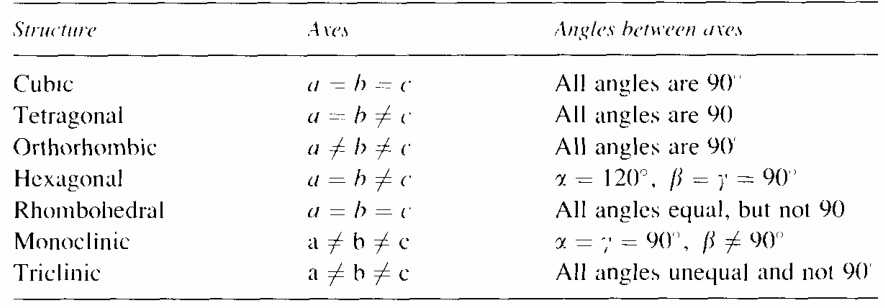 Structure Axes Angles between axes
Cubic a = b = c All angles are 90°
Tetragonal a = b ≠ c All angles are 90
Orthorhombic a ≠ b ≠ c All angles are 90°
Hexagonal a = b ≠ c α = 120°, β = γ = 90°
Rhombohedral a = b = c All angles equal, but not 90
Monoclinic a ≠ b ≠ c α = γ = 90°, β ≠ 90°
Triclinic a ≠ b ≠ c All angles unequal and not 90°